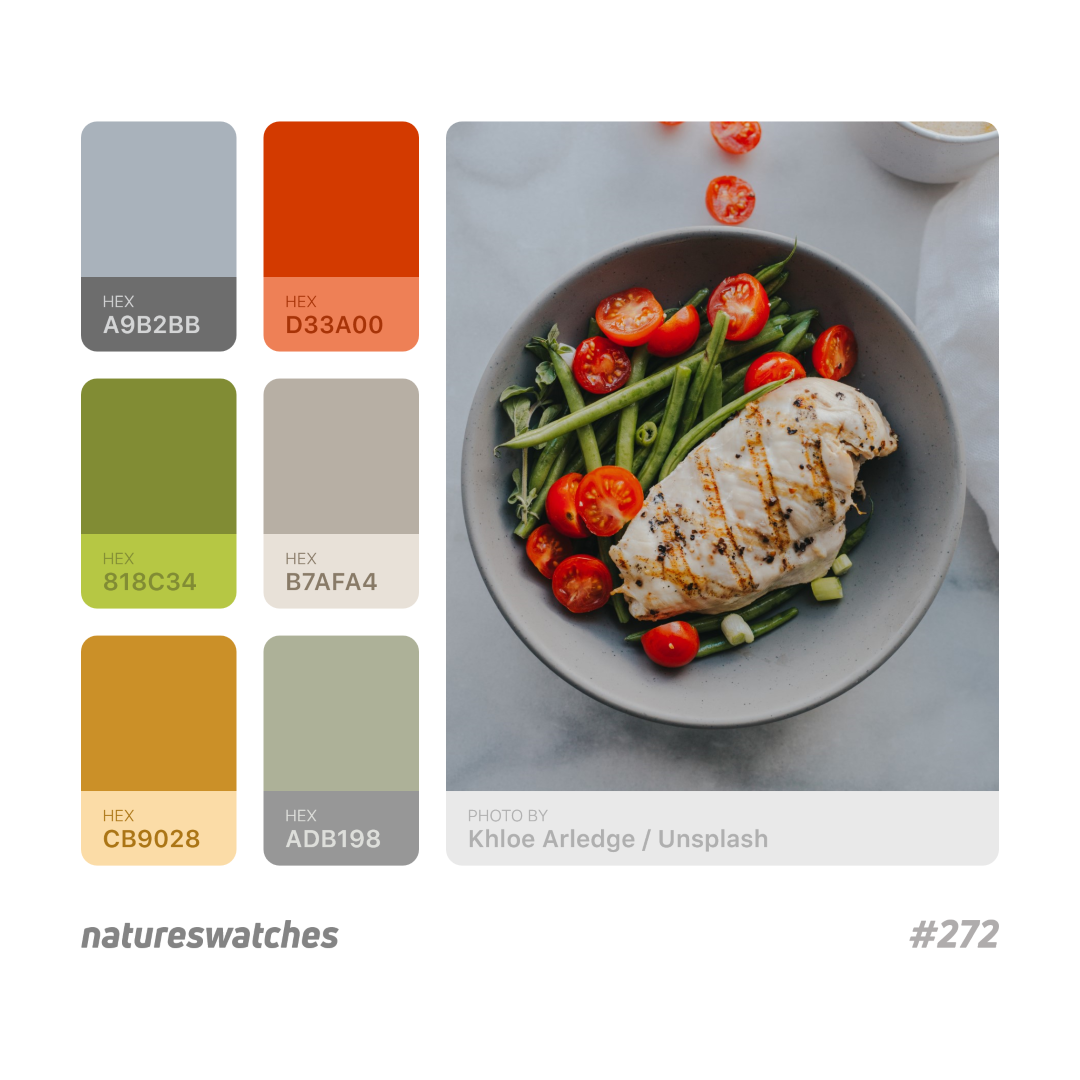 HEX
A9B2BB
HEX
D33A00
HEX
818C34
HEX
B7AFA4
HEX
CB9028
HEX
ADB198
PHOTO BY
Khloe Arledge / Unsplash
natureswatches
#272